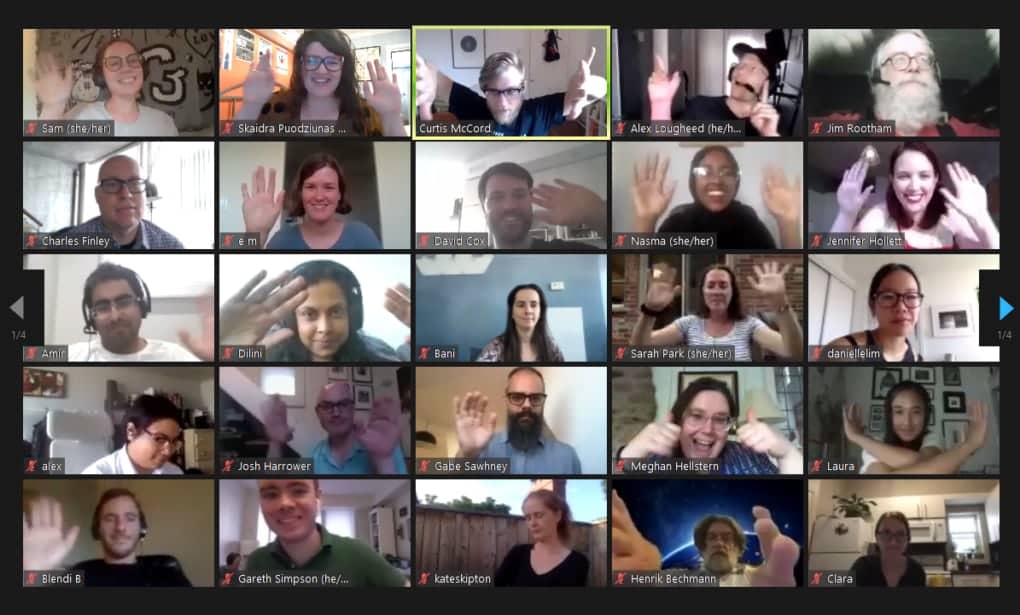 Sam (she/her)
Skaidra Puodziunas ...
Curtis McCord
Alex Lougheed (he/h...
Jim Rootham
Charles Finley
e m
David Cox
Nasma (she/her)
Jennifer Hollett
1/4
Amir
Dilini
Bani
Sarah Park (she/her)
daniellelim
1/4
alex
Josh Harrower
Gabe Sawhney
Meghan Hellstern
Laura
Blendi B
Gareth Simpson (he/...
kateskipton
Henrik Bechmann
Clara